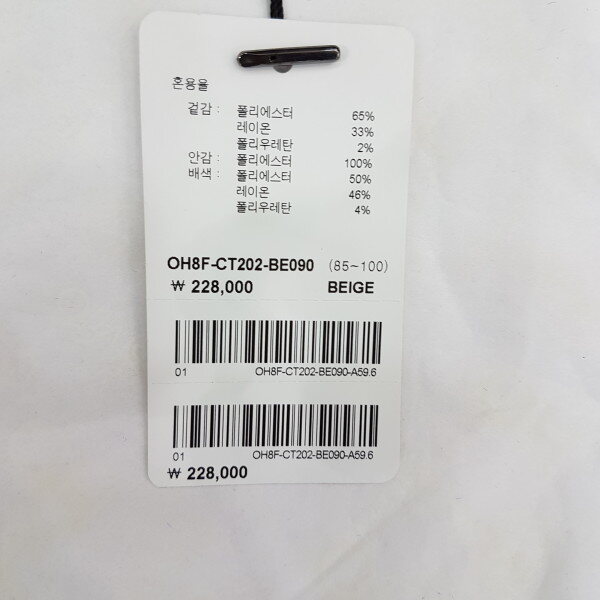 혼용율
겉감 : 폴리에스터 65%
레이온 33%
폴리우레탄 2%
안감 : 폴리에스터 100%
배색 : 폴리에스터 50%
레이온 46%
폴리우레탄 4%
OH8F-CT202-BE090 (85~100)
₩ 228,000 BEIGE
01 OH8F-CT202-BE090-A59.6
01 OH8F-CT202-BE090-A59.6
₩ 228,000